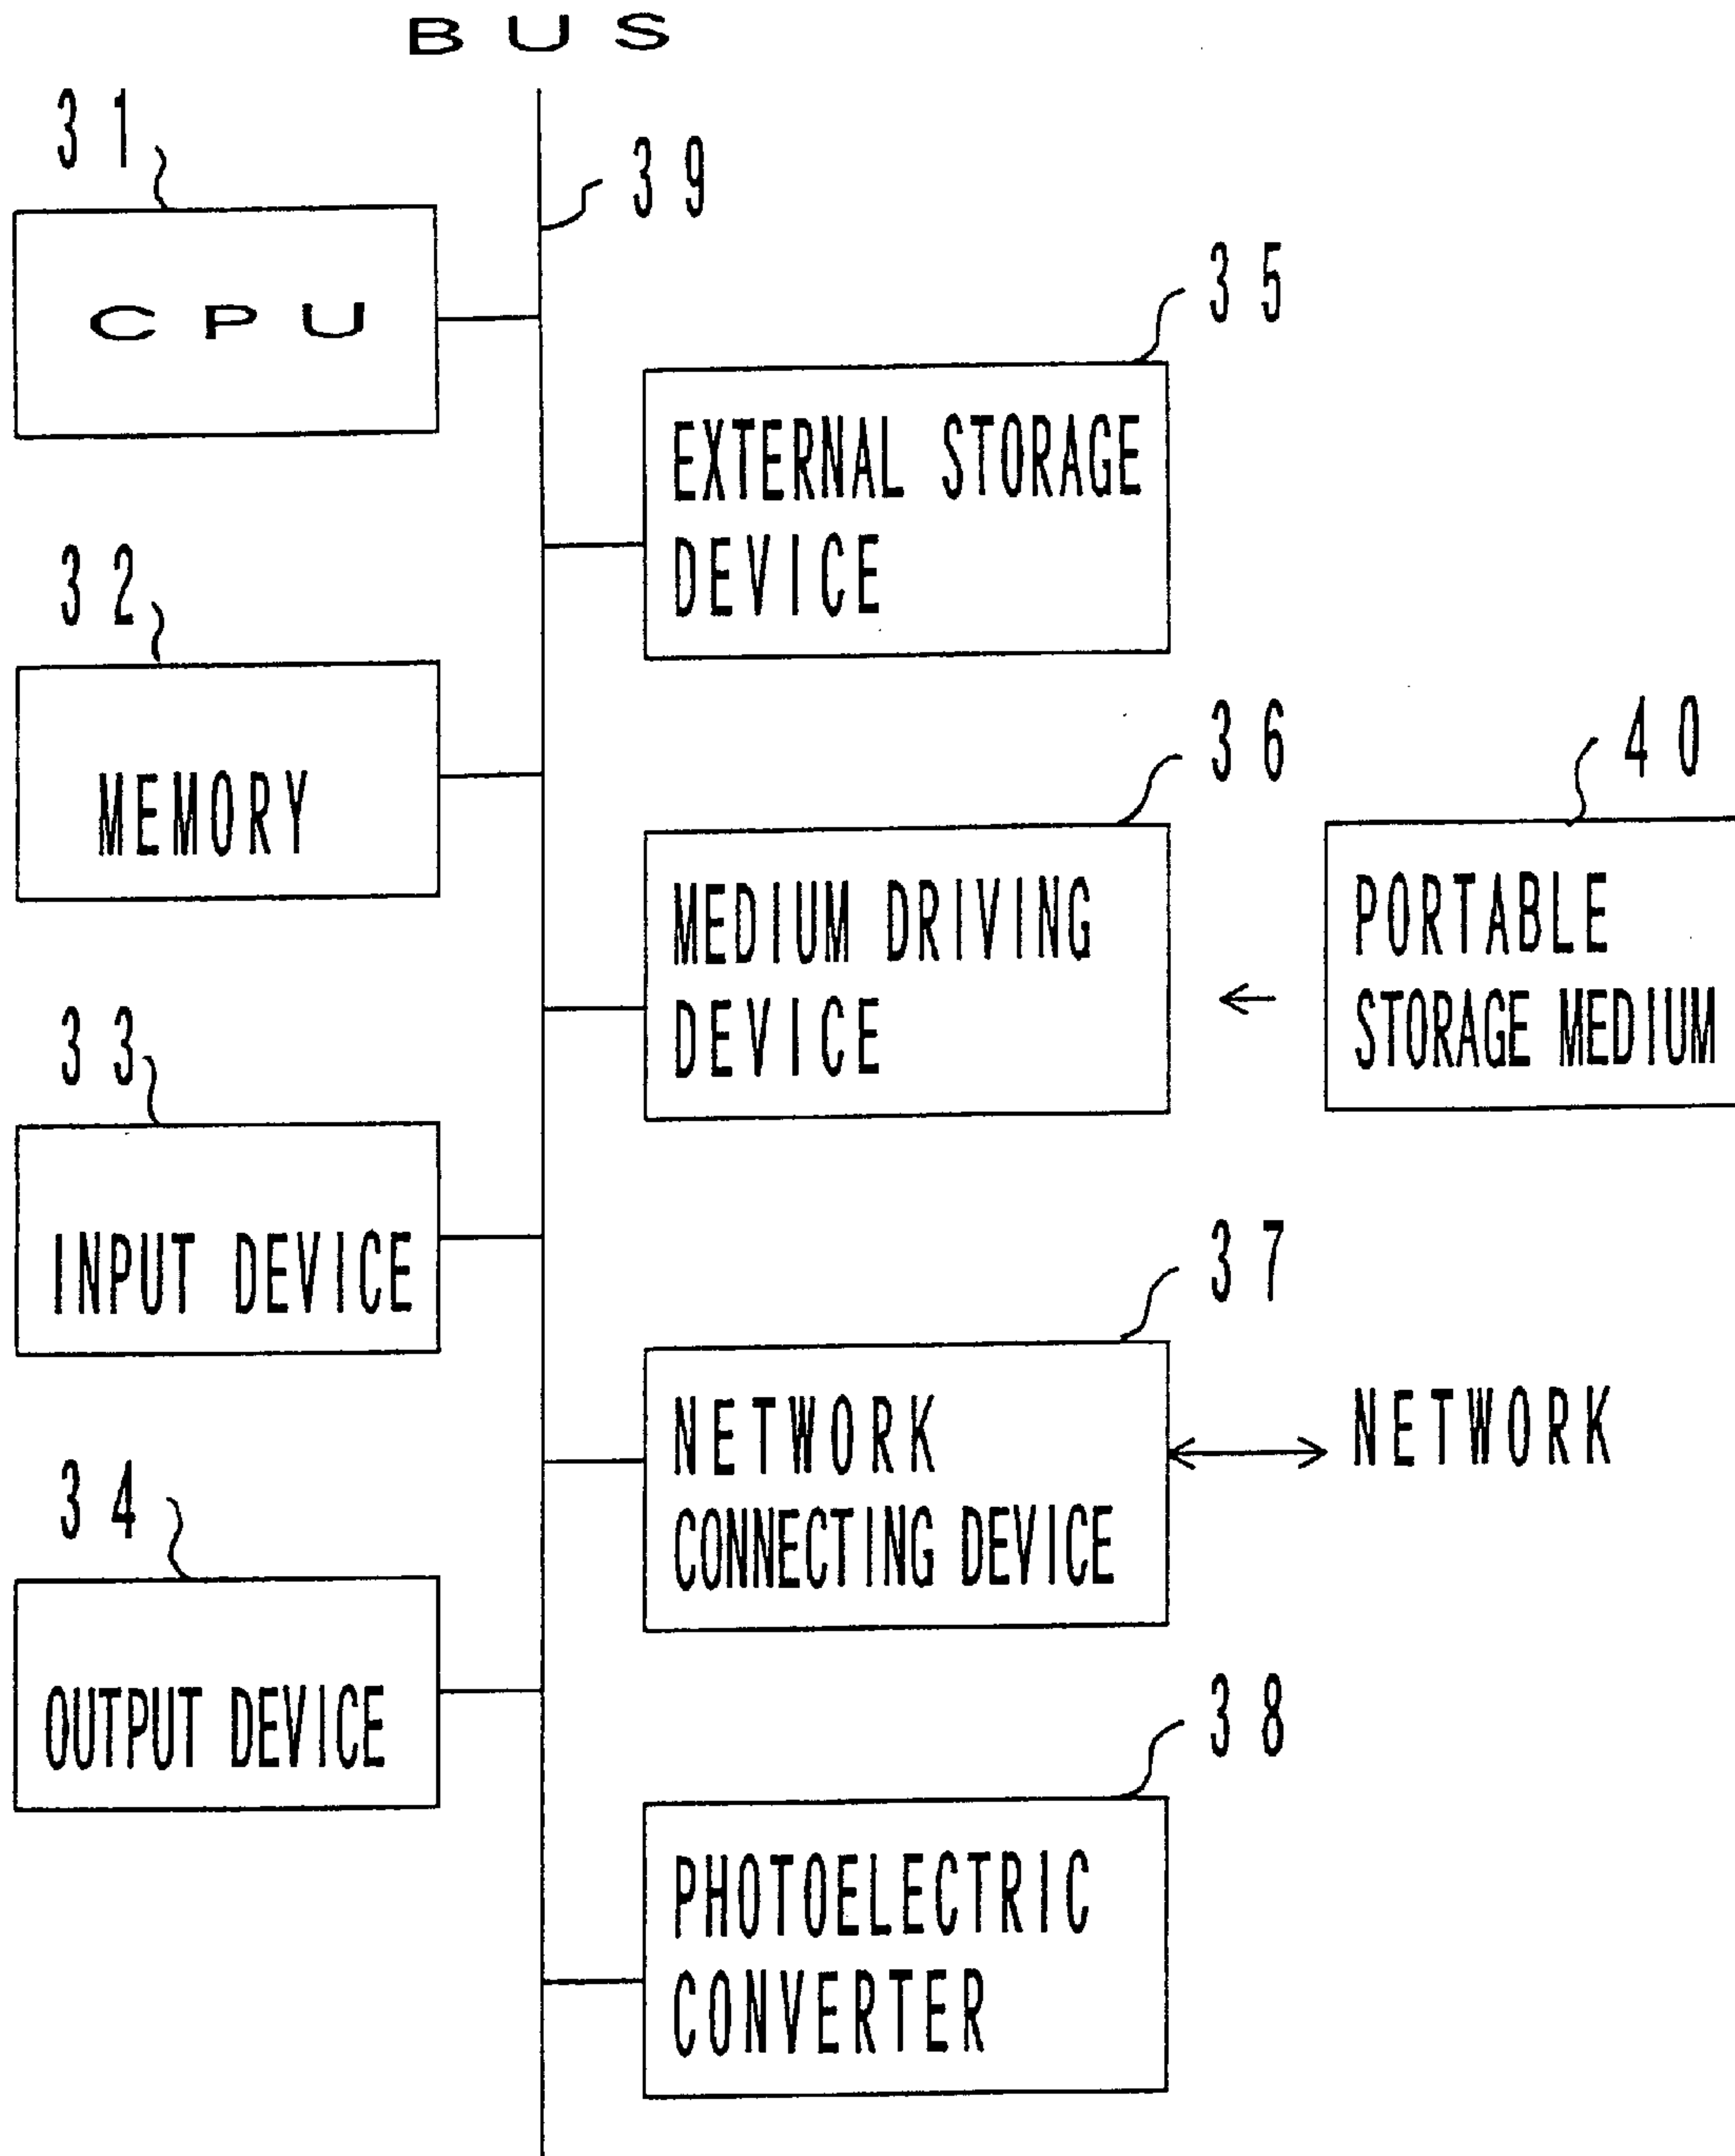 BUS
31
39
CPU
35
EXTERNAL STORAGE
DEVICE
32
MEMORY
36
MEDIUM DRIVING
DEVICE
40
PORTABLE
STORAGE MEDIUM
33
INPUT DEVICE
37
NETWORK
CONNECTING DEVICE
NETWORK
34
OUTPUT DEVICE
38
PHOTOELECTRIC
CONVERTER